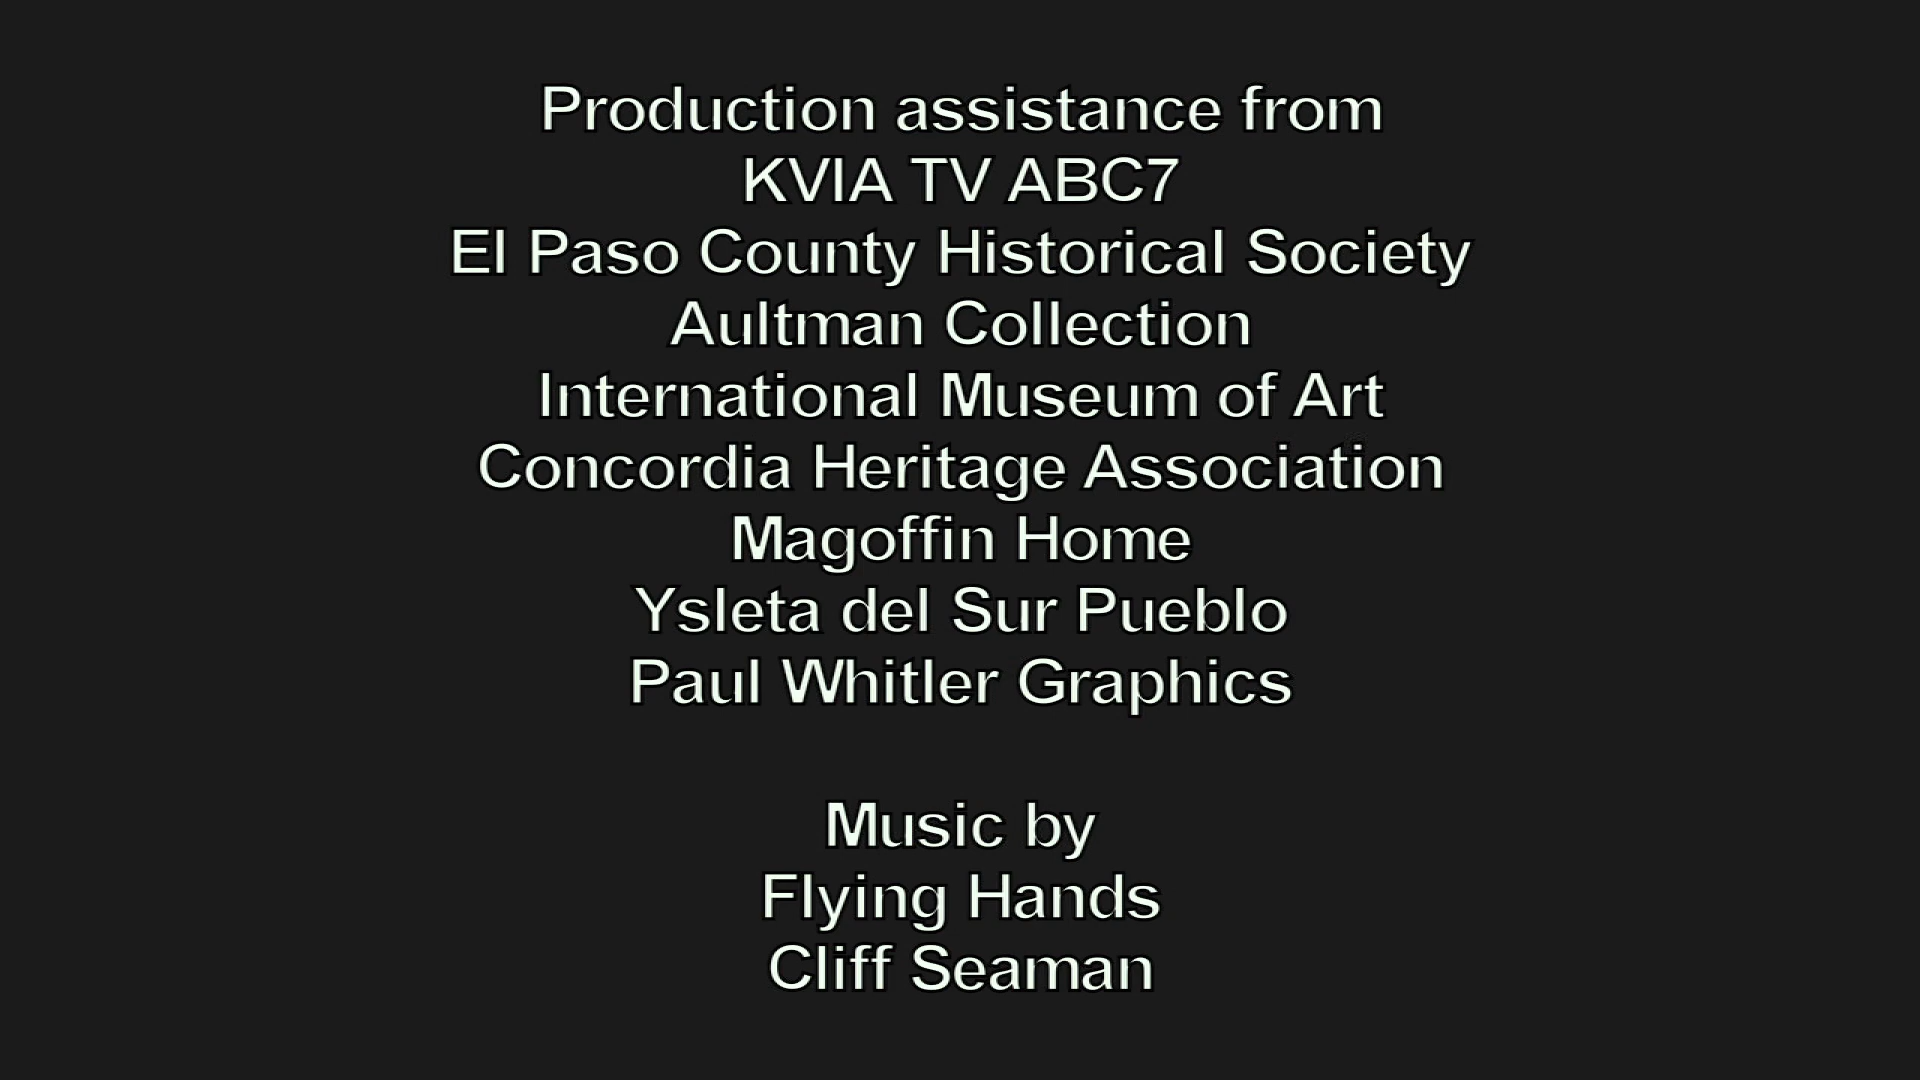 Production assistance from
KVIA TV ABC7
El Paso County Historical Society
Aultman Collection
International Museum of Art
Concordia Heritage Association
Magoffin Home
Ysleta del Sur Pueblo
Paul Whitler Graphics
Music by
Flying Hands
Cliff Seaman